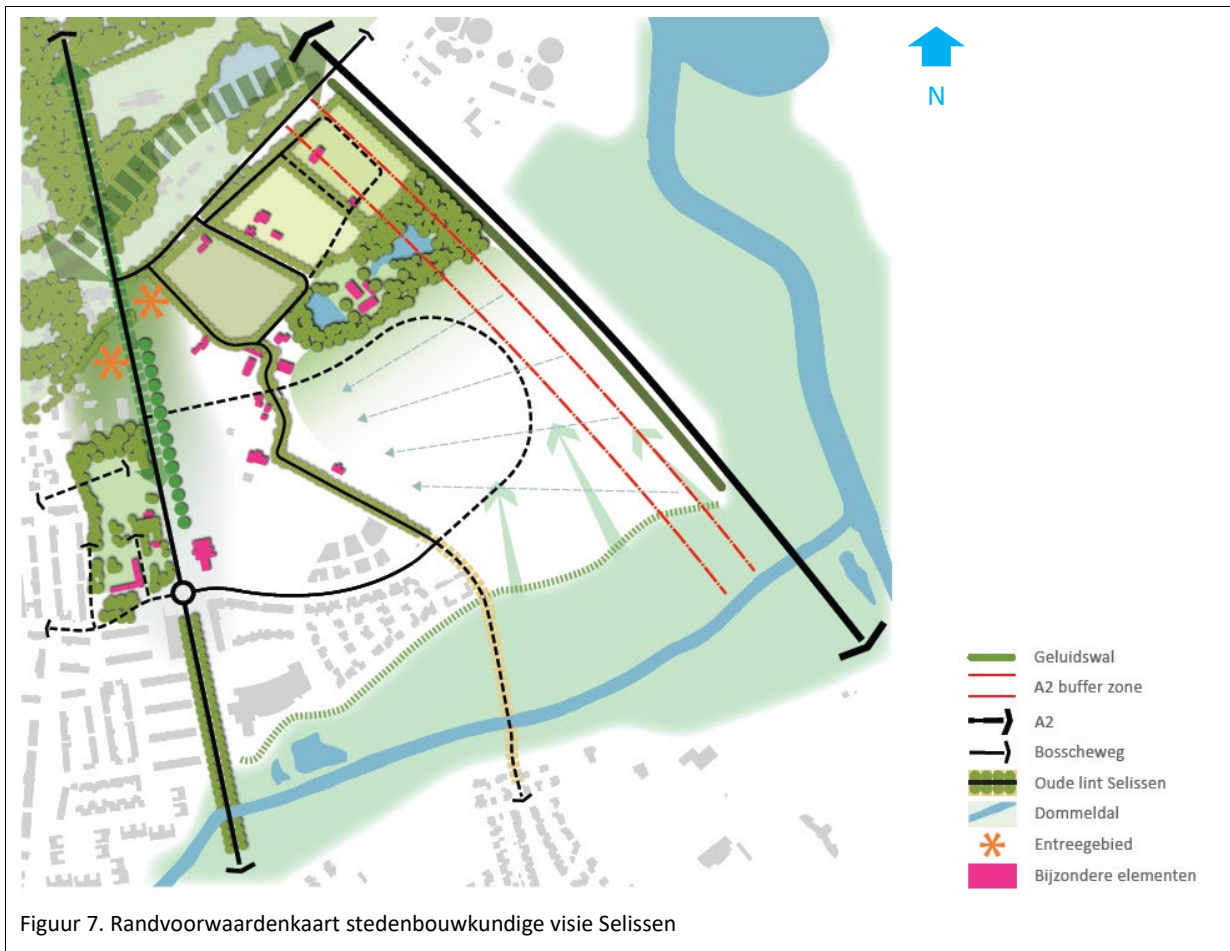 N
Geluidswal
A2 buffer zone
A2
Bosscheweg
Oude lint Selissen
Dommeldal
Entreegebied
Bijzondere elementen
Figuur 7. Randvoorwaardenkaart stedenbouwkundige visie Selissen